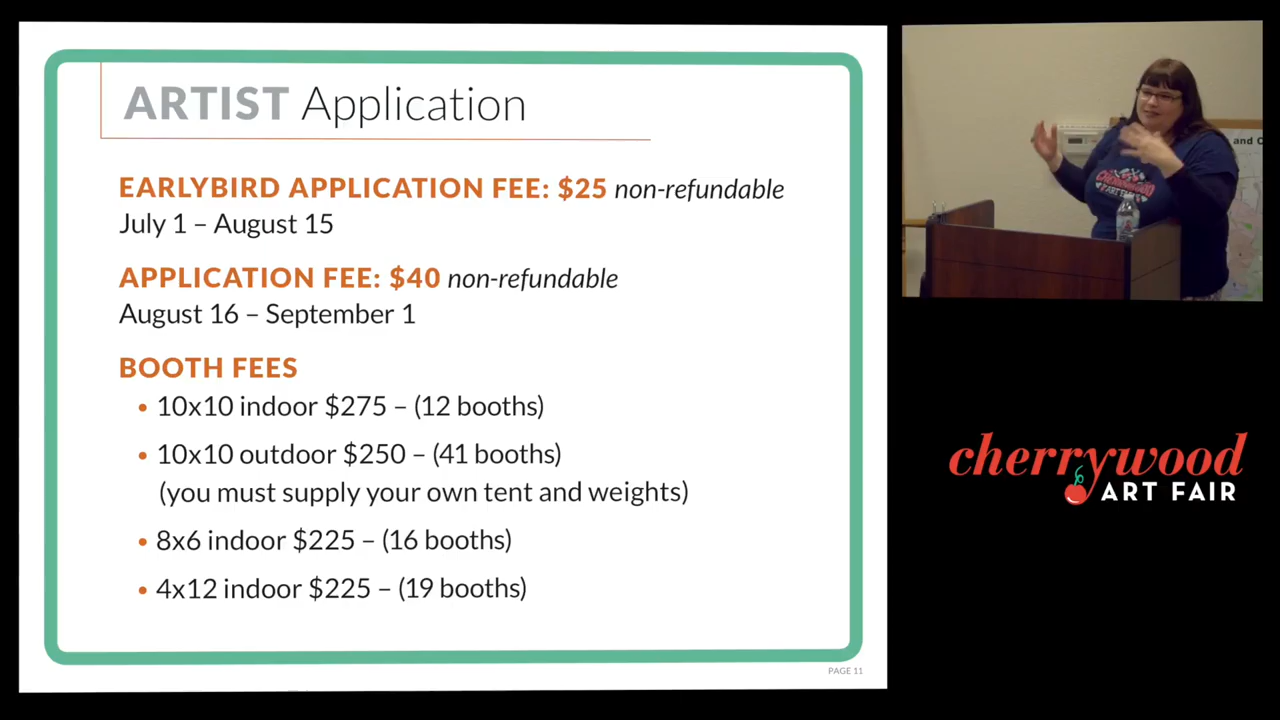 ARTIST Application
EARLYBIRD APPLICATION FEE: $25 non-refundable
July 1 – August 15
APPLICATION FEE: $40 non-refundable
August 16 – September 1
BOOTH FEES
• 10x10 indoor $275 – (12 booths)
• 10x10 outdoor $250 – (41 booths)
(you must supply your own tent and weights)
• 8x6 indoor $225 – (16 booths)
• 4x12 indoor $225 – (19 booths)
PAGE 11
and
cherrywood
ART FAIR